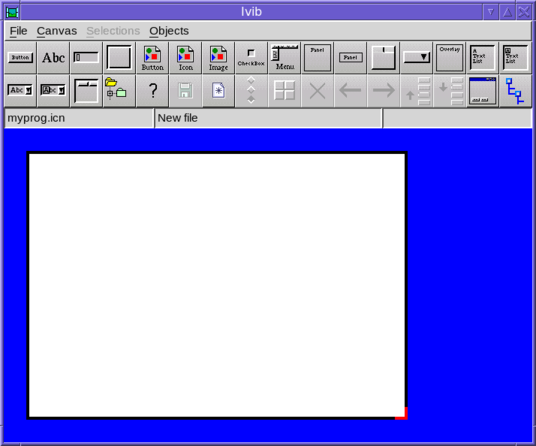 Ivib
File Canvas Selections Objects
Button Abc Button Icon Image CheckBox Menu Panel Panel Overlay A Text List A Text List
Abc Abc ?
myprog.icn New file